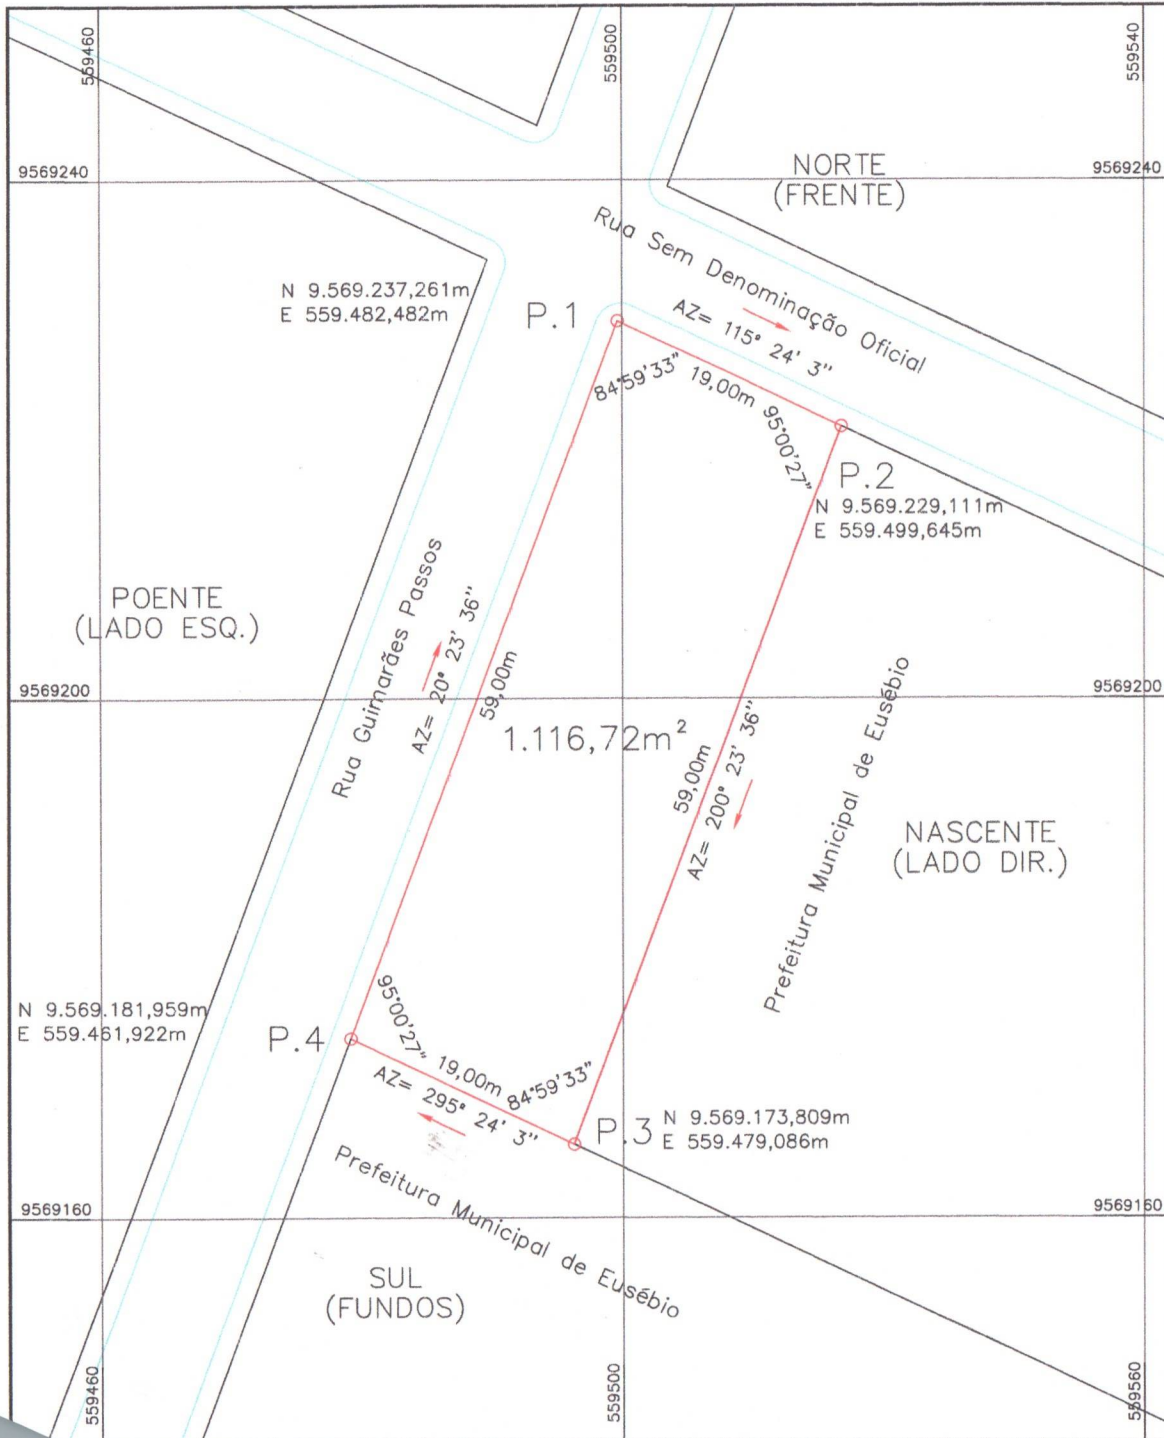 559460
559500
559540
9569240
9569240
NORTE
(FRENTE)
Rua Sem Denominação Oficial
N 9.569.237,261m
E 559.482,482m
P.1
AZ= 115° 24' 3"
84°59'33"
19,00m
95°00'27"
P.2
N 9.569.229,111m
E 559.499,645m
POENTE
(LADO ESQ.)
Rua Guimarães Passos
AZ= 20° 23' 36"
59,00m
9569200
9569200
1.116,72m²
59,00m
AZ= 200° 23' 36"
Prefeitura Municipal de Eusébio
NASCENTE
(LADO DIR.)
N 9.569.181,959m
E 559.461,922m
P.4
95°00'27"
19,00m
84°59'33"
AZ= 295° 24' 3"
P.3
N 9.569.173,809m
E 559.479,086m
Prefeitura Municipal de Eusébio
9569160
9569160
SUL
(FUNDOS)
559460
559500
559560